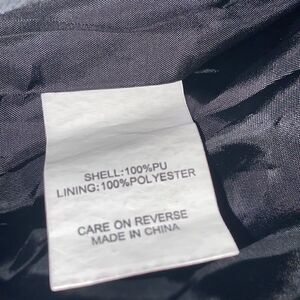 SHELL:100%PU
LINING:100%POLYESTER
CARE ON REVERSE
MADE IN CHINA